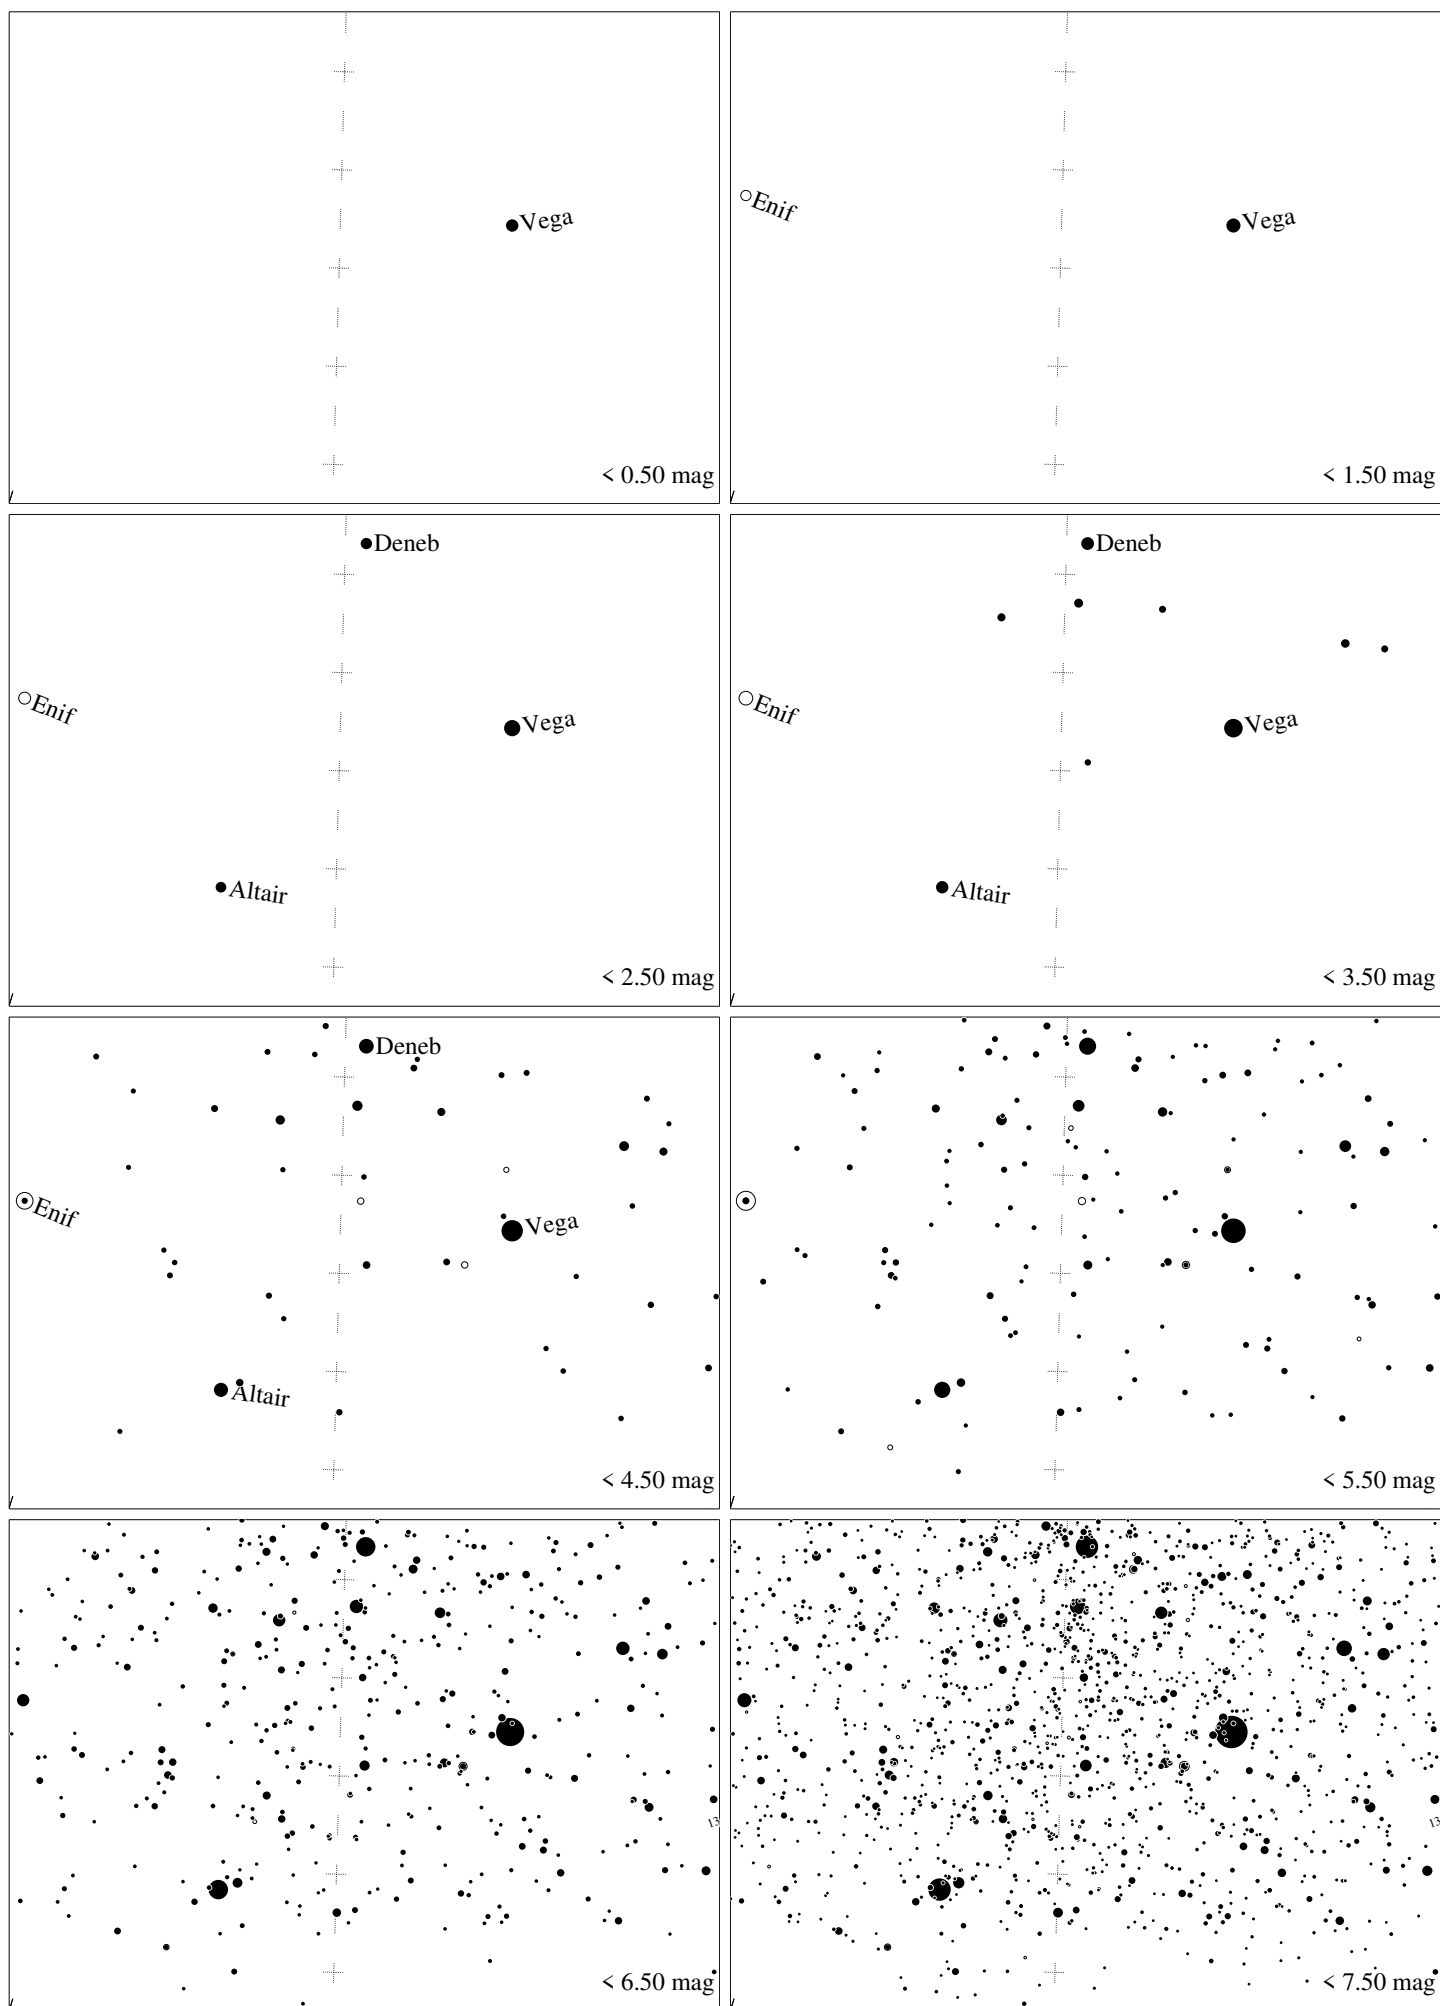 Vega
< 0.50 mag
Enif
Vega
< 1.50 mag
Deneb
Enif
Vega
Altair
< 2.50 mag
Deneb
Enif
Vega
Altair
< 3.50 mag
Deneb
Enif
Vega
Altair
< 4.50 mag
< 5.50 mag
13
< 6.50 mag
13
< 7.50 mag